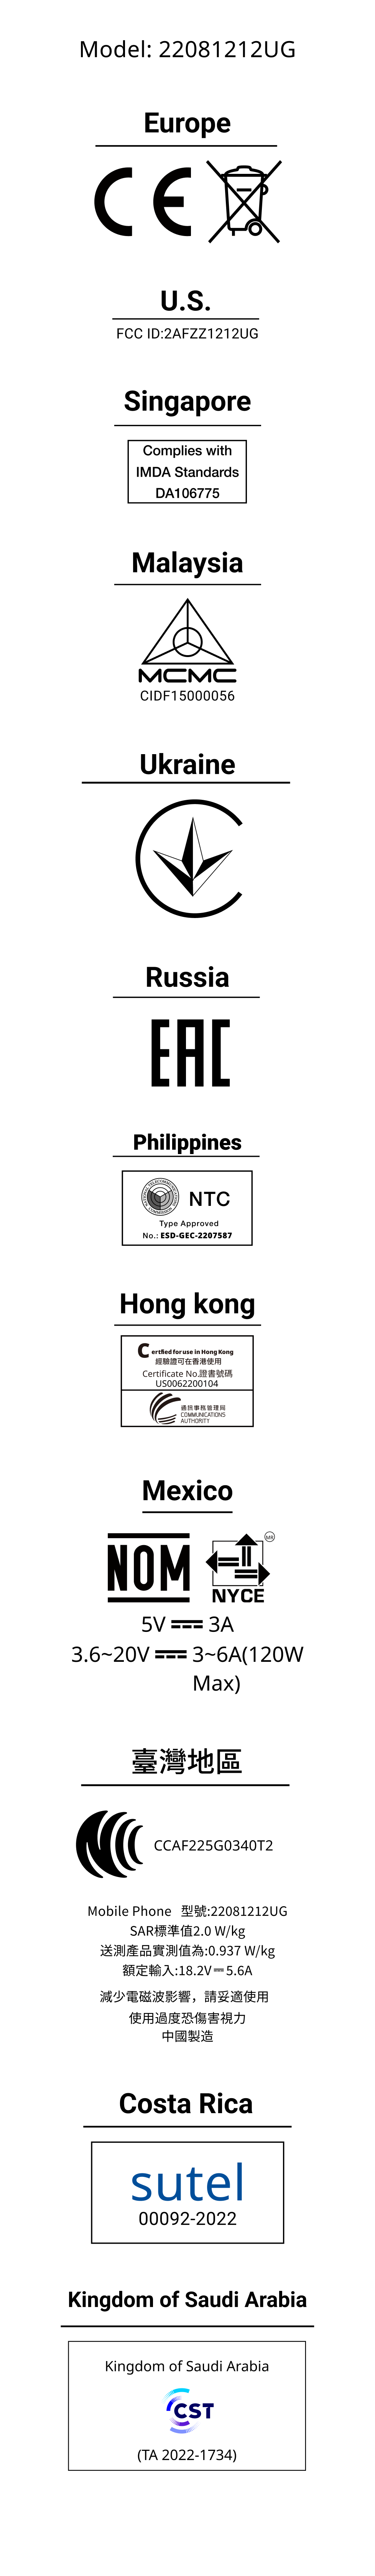 Model: 22081212UG
Europe
CE
U.S.
FCC ID:2AFZZ1212UG
Singapore
Complies with
IMDA Standards
DA106775
Malaysia
MCMC
CIDF15000056
Ukraine
Russia
EAC
Philippines
NTC
Type Approved
No.: ESD-GEC-2207587
Hong kong
Certfied for use in Hong Kong
經驗證可在香港使用
Certificate No.證書號碼
US0062200104
通訊事務管理局
COMMUNICATIONS
AUTHORITY
Mexico
NOM
MR
NYCE
5V ⎓ 3A
3.6~20V ⎓ 3~6A(120W
Max)
臺灣地區
CCAF225G0340T2
Mobile Phone 型號:22081212UG
SAR標準值2.0 W/kg
送測產品實測值為:0.937 W/kg
額定輸入:18.2V⎓5.6A
減少電磁波影響，請妥適使用
使用過度恐傷害視力
中國製造
Costa Rica
sutel
00092-2022
Kingdom of Saudi Arabia
Kingdom of Saudi Arabia
CST
(TA 2022-1734)